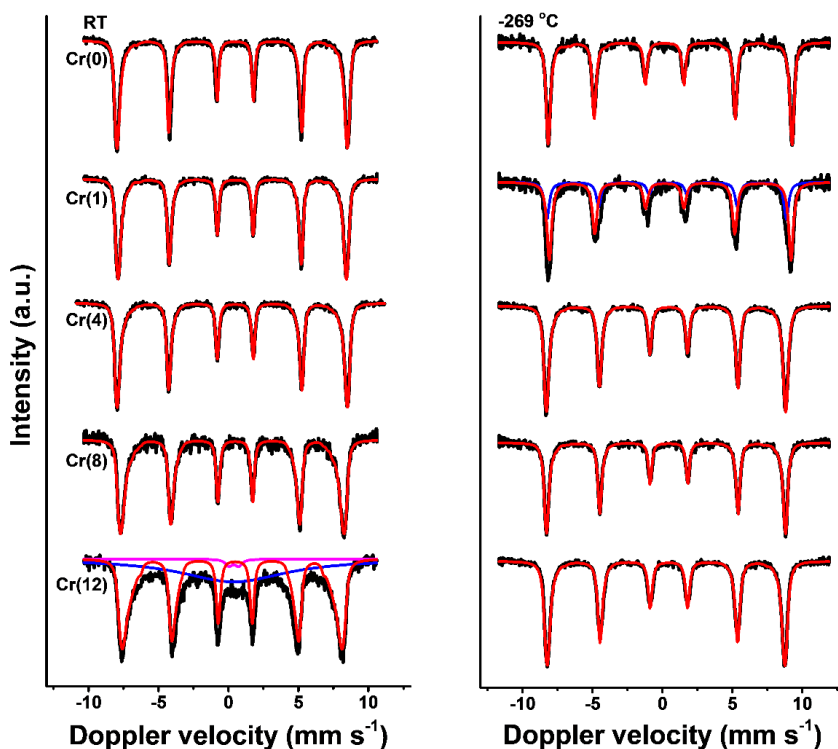 RT
Cr(0)
Cr(1)
Cr(4)
Cr(8)
Cr(12)
-269 °C
Intensity (a.u.)
-10 -5 0 5 10
-10 -5 0 5 10
Doppler velocity (mm s⁻¹)
Doppler velocity (mm s⁻¹)